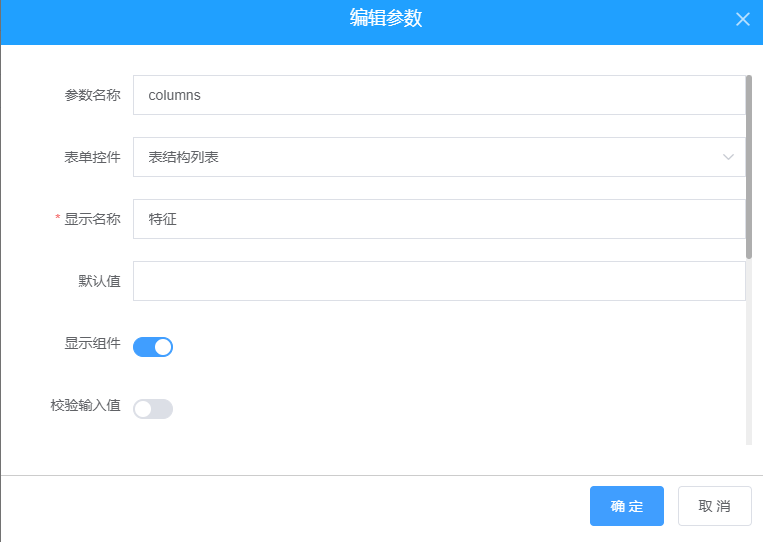 编辑参数
参数名称 columns
表单控件 表结构列表
* 显示名称 特征
默认值
显示组件
校验输入值
确 定 取 消